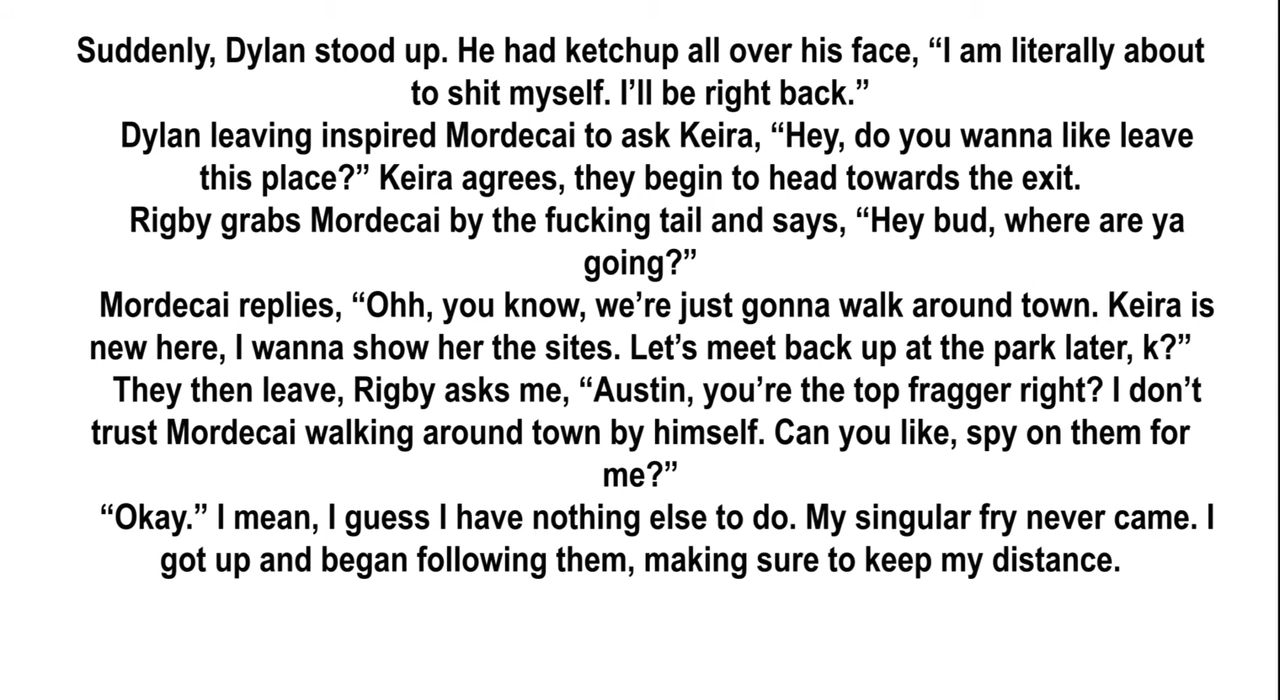 Suddenly, Dylan stood up. He had ketchup all over his face, “I am literally about
to shit myself. I’ll be right back.”
Dylan leaving inspired Mordecai to ask Keira, “Hey, do you wanna like leave
this place?” Keira agrees, they begin to head towards the exit.
Rigby grabs Mordecai by the fucking tail and says, “Hey bud, where are ya
going?”
Mordecai replies, “Ohh, you know, we’re just gonna walk around town. Keira is
new here, I wanna show her the sites. Let’s meet back up at the park later, k?”
They then leave, Rigby asks me, “Austin, you’re the top fragger right? I don’t
trust Mordecai walking around town by himself. Can you like, spy on them for
me?”
“Okay.” I mean, I guess I have nothing else to do. My singular fry never came. I
got up and began following them, making sure to keep my distance.